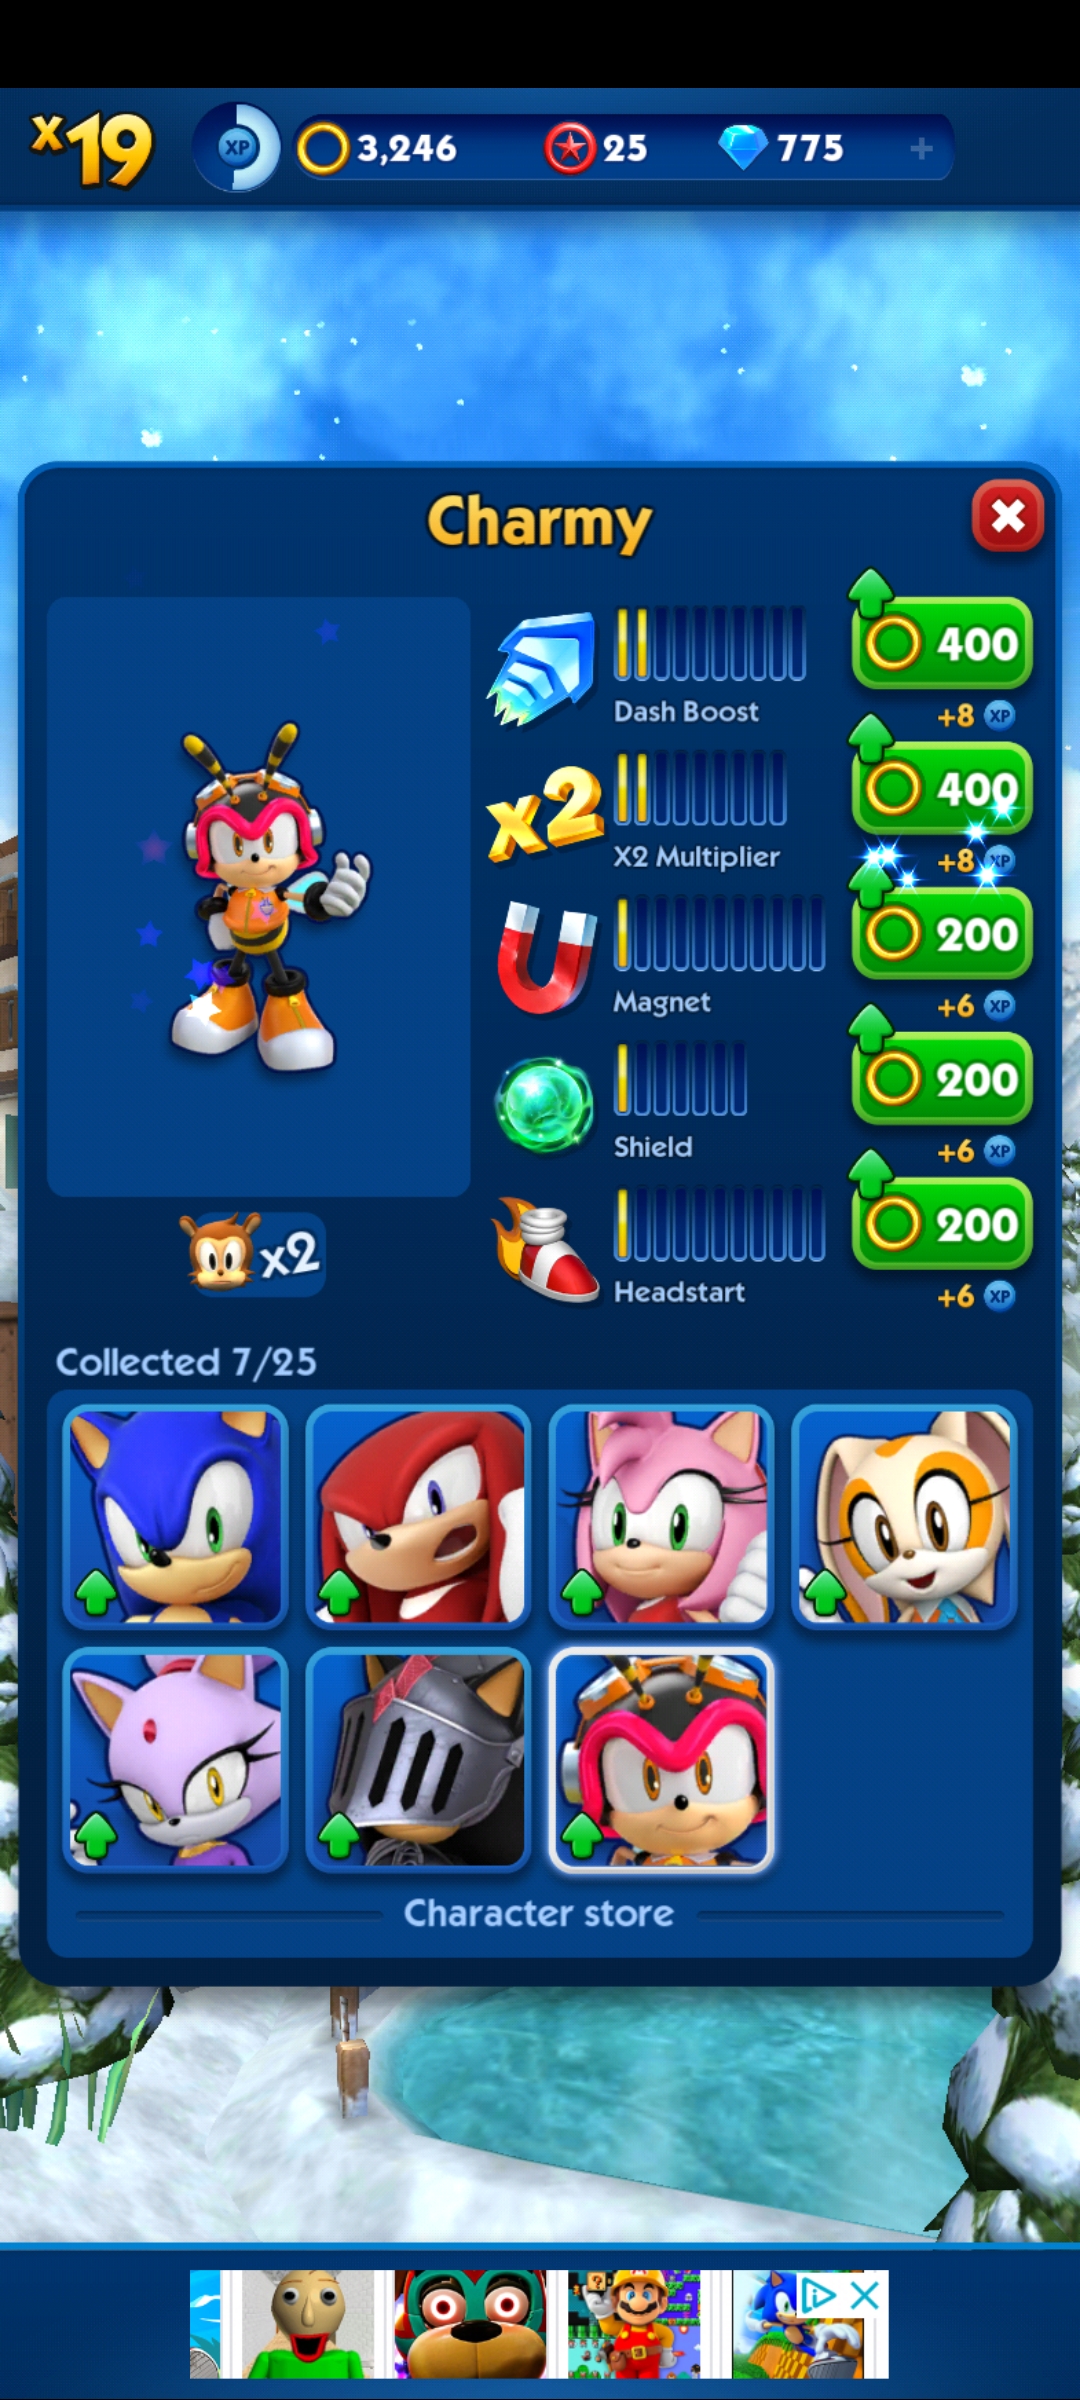 x19 XP 3,246 25 775 +
Charmy
400
Dash Boost
+8 XP
x2
400
X2 Multiplier
+8 XP
200
Magnet
+6 XP
200
Shield
+6 XP
x2
200
Headstart
+6 XP
Collected 7/25
Character store